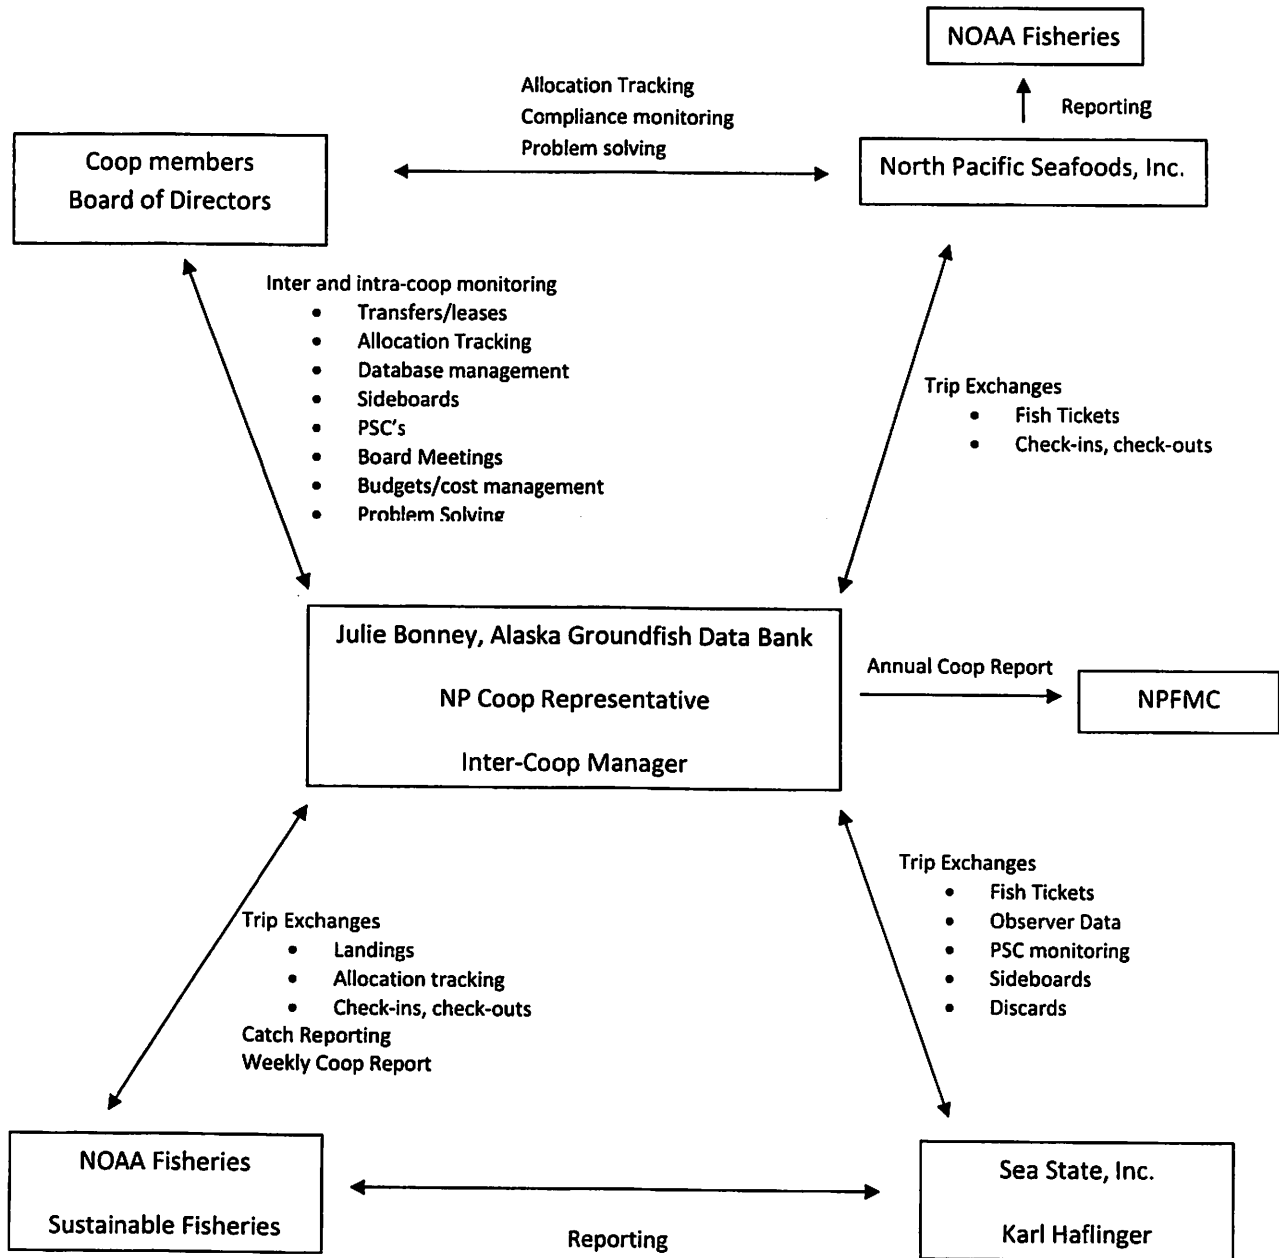 NOAA Fisheries
Reporting
Allocation Tracking
Compliance monitoring
Problem solving
Coop members
Board of Directors
North Pacific Seafoods, Inc.
Inter and intra-coop monitoring
• Transfers/leases
• Allocation Tracking
• Database management
• Sideboards
• PSC's
• Board Meetings
• Budgets/cost management
• Problem Solving
Trip Exchanges
• Fish Tickets
• Check-ins, check-outs
Julie Bonney, Alaska Groundfish Data Bank
NP Coop Representative
Inter-Coop Manager
Annual Coop Report
NPFMC
Trip Exchanges
• Landings
• Allocation tracking
• Check-ins, check-outs
Catch Reporting
Weekly Coop Report
Trip Exchanges
• Fish Tickets
• Observer Data
• PSC monitoring
• Sideboards
• Discards
NOAA Fisheries
Sustainable Fisheries
Reporting
Sea State, Inc.
Karl Haflinger